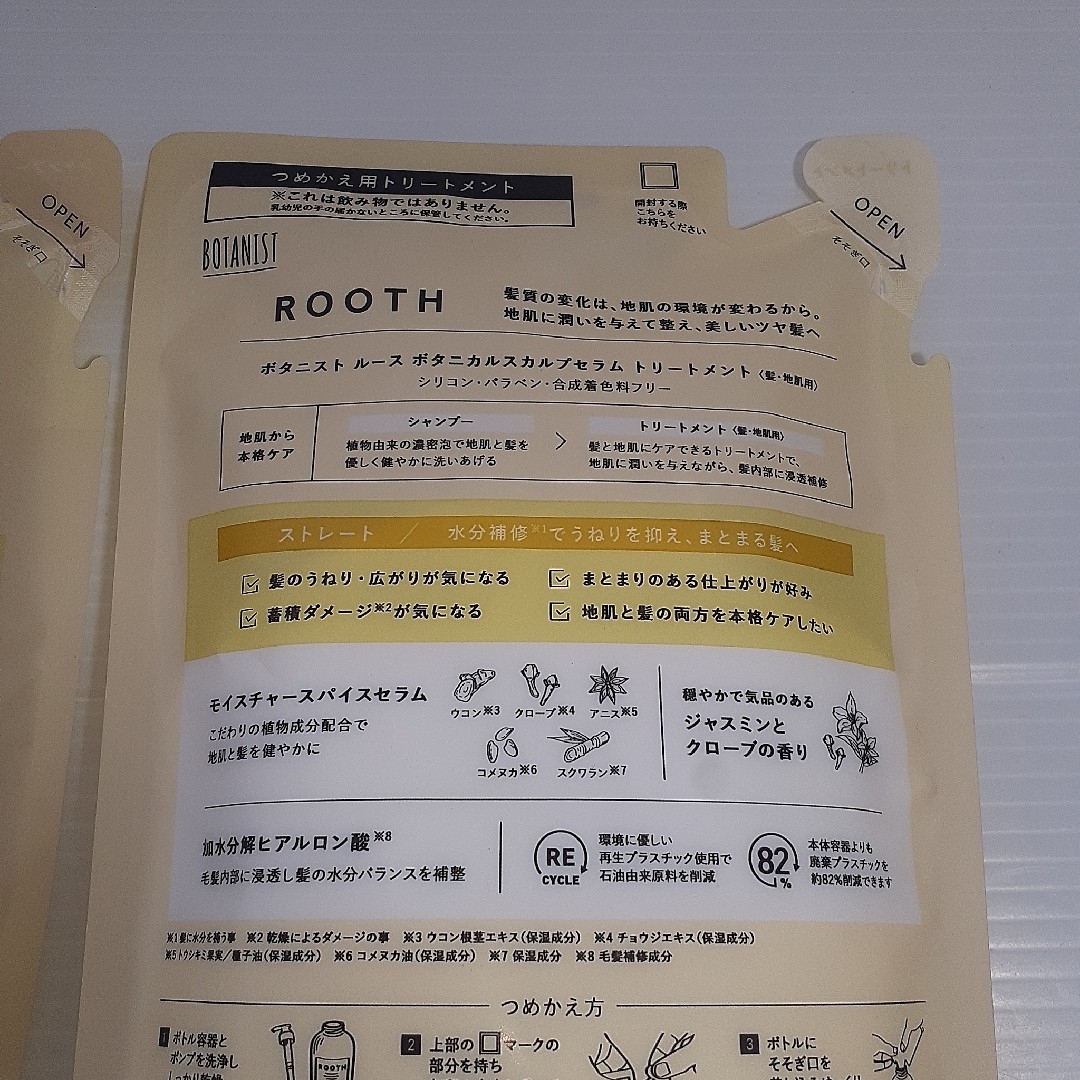 つめかえ用トリートメント
※これは飲み物ではありません。
乳幼児の手の届かないところに保管してください。
開封する際
こちらを
お持ちください
OPEN
そそぎ口
OPEN
そそぎ口
BOTANIST
ROOTH
髪質の変化は、地肌の環境が変わるから。
地肌に潤いを与えて整え、美しいツヤ髪へ
ボタニスト ルース ボタニカルスカルプセラム トリートメント〈髪・地肌用〉
シリコン・パラベン・合成着色料フリー
地肌から
本格ケア
シャンプー
植物由来の濃密泡で地肌と髪を
優しく健やかに洗いあげる
トリートメント〈髪・地肌用〉
髪と地肌にケアできるトリートメントで、
地肌に潤いを与えながら、髪内部に浸透補修
ストレート / 水分補修※1でうねりを抑え、まとまる髪へ
髪のうねり・広がりが気になる
まとまりのある仕上がりが好み
蓄積ダメージ※2が気になる
地肌と髪の両方を本格ケアしたい
モイスチャースパイスセラム
こだわりの植物成分配合で
地肌と髪を健やかに
ウコン※3 クローブ※4 アニス※5
コメヌカ※6 スクワラン※7
穏やかで気品のある
ジャスミンと
クローブの香り
加水分解ヒアルロン酸※8
毛髪内部に浸透し髪の水分バランスを補整
RE
CYCLE
環境に優しい
再生プラスチック使用で
石油由来原料を削減
82
%
本体容器よりも
廃棄プラスチックを
約82%削減できます
※1 髪に水分を補う事 ※2 乾燥によるダメージの事 ※3 ウコン根茎エキス(保湿成分) ※4 チョウジエキス(保湿成分)
※5 トウシキミ果実/種子油(保湿成分) ※6 コメヌカ油(保湿成分) ※7 保湿成分 ※8 毛髪補修成分
つめかえ方
1 ボトル容器と
ポンプを洗浄し
ROOTH
2 上部の□マークの
部分を持ち
3 ボトルに
そそぎ口を